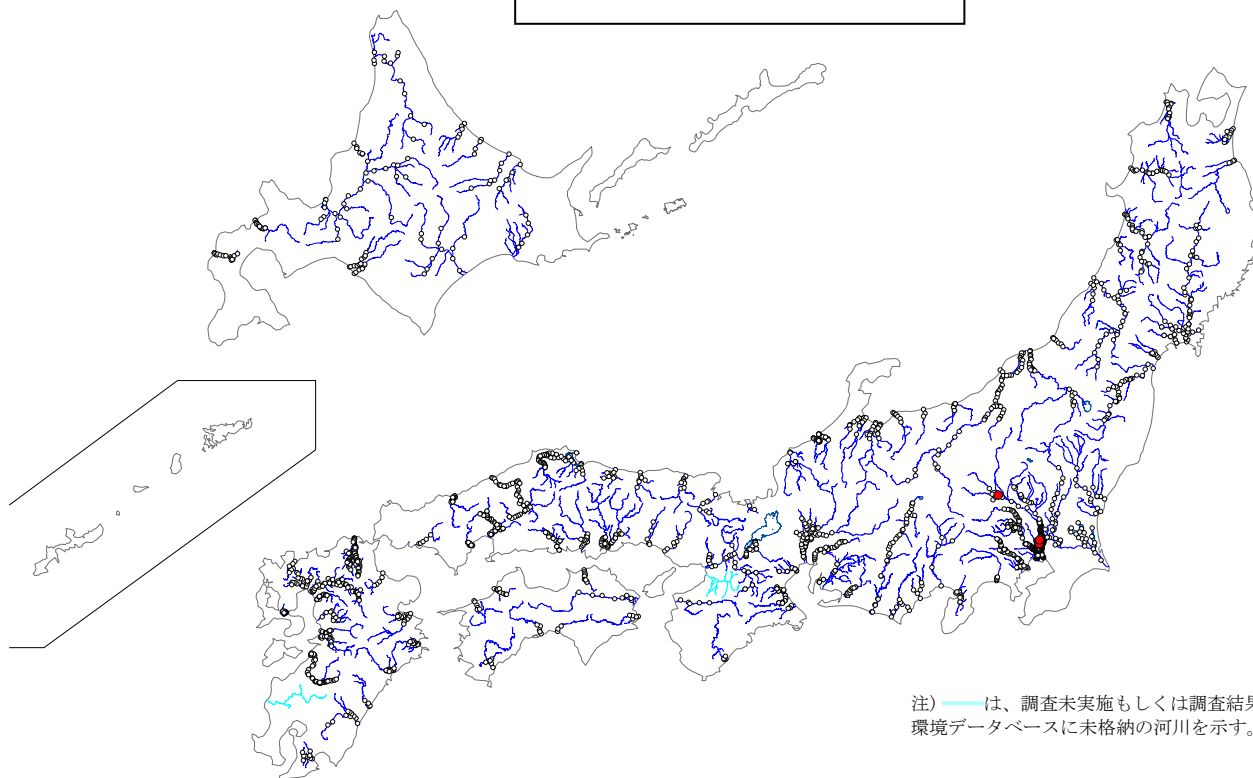 注) は、調査未実施もしくは調査結果
環境データベースに未格納の河川を示す。